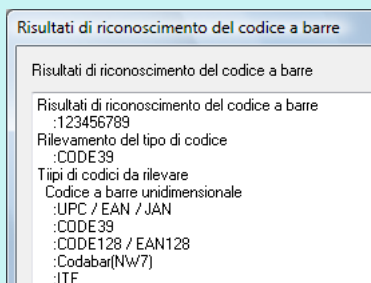 Risultati di riconoscimento del codice a barre
Risultati di riconoscimento del codice a barre
Risultati di riconoscimento del codice a barre
:123456789
Rilevamento del tipo di codice
:CODE39
Tiipi di codici da rilevare
Codice a barre unidimensionale
:UPC / EAN / JAN
:CODE39
:CODE128 / EAN128
:Codabar(NW7)
:ITF